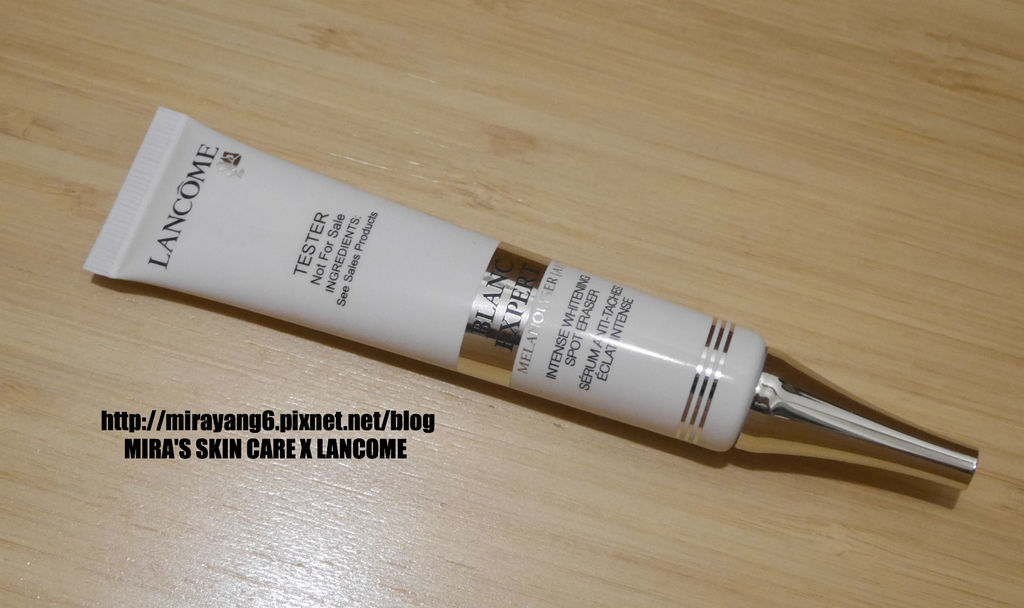 LANCÔME
TESTER
Not For Sale
INGREDIENTS:
See Sales Products
BLANC
EXPERT
INTENSE WHITENING
SPOT ERASER
SÉRUM ANTI-TACHES
ÉCLAT INTENSE
http://mirayang6.pixnet.net/blog
MIRA'S SKIN CARE X LANCOME